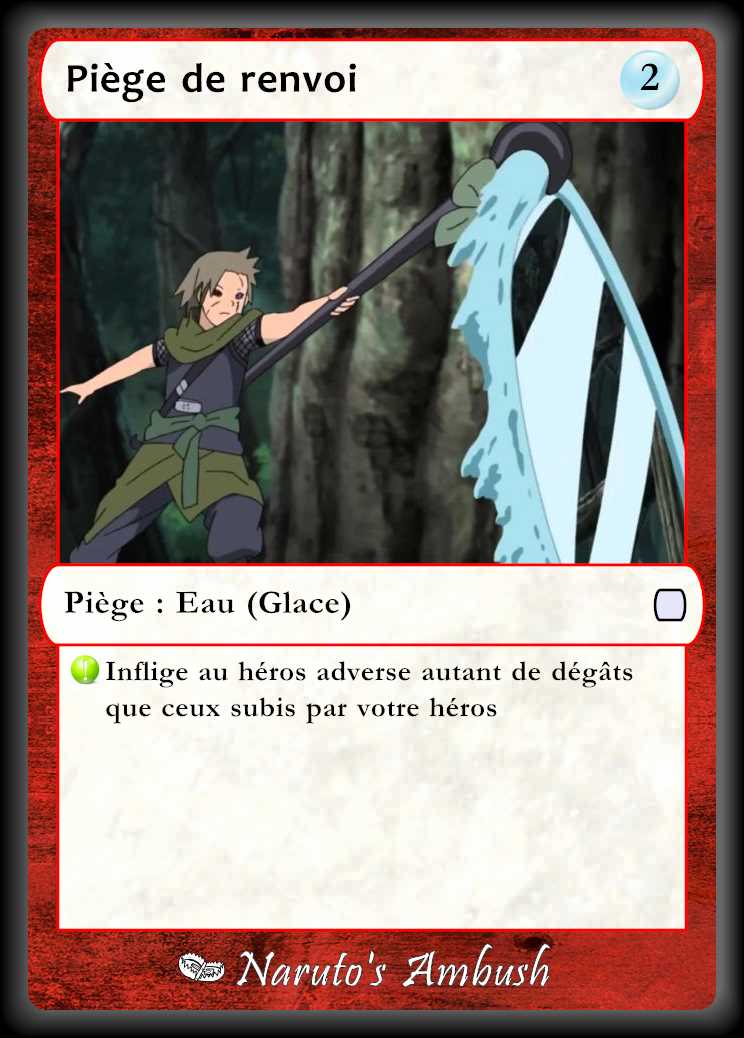 Piège de renvoi
2
Piège : Eau (Glace)
Inflige au héros adverse autant de dégâts
que ceux subis par votre héros
Naruto's Ambush